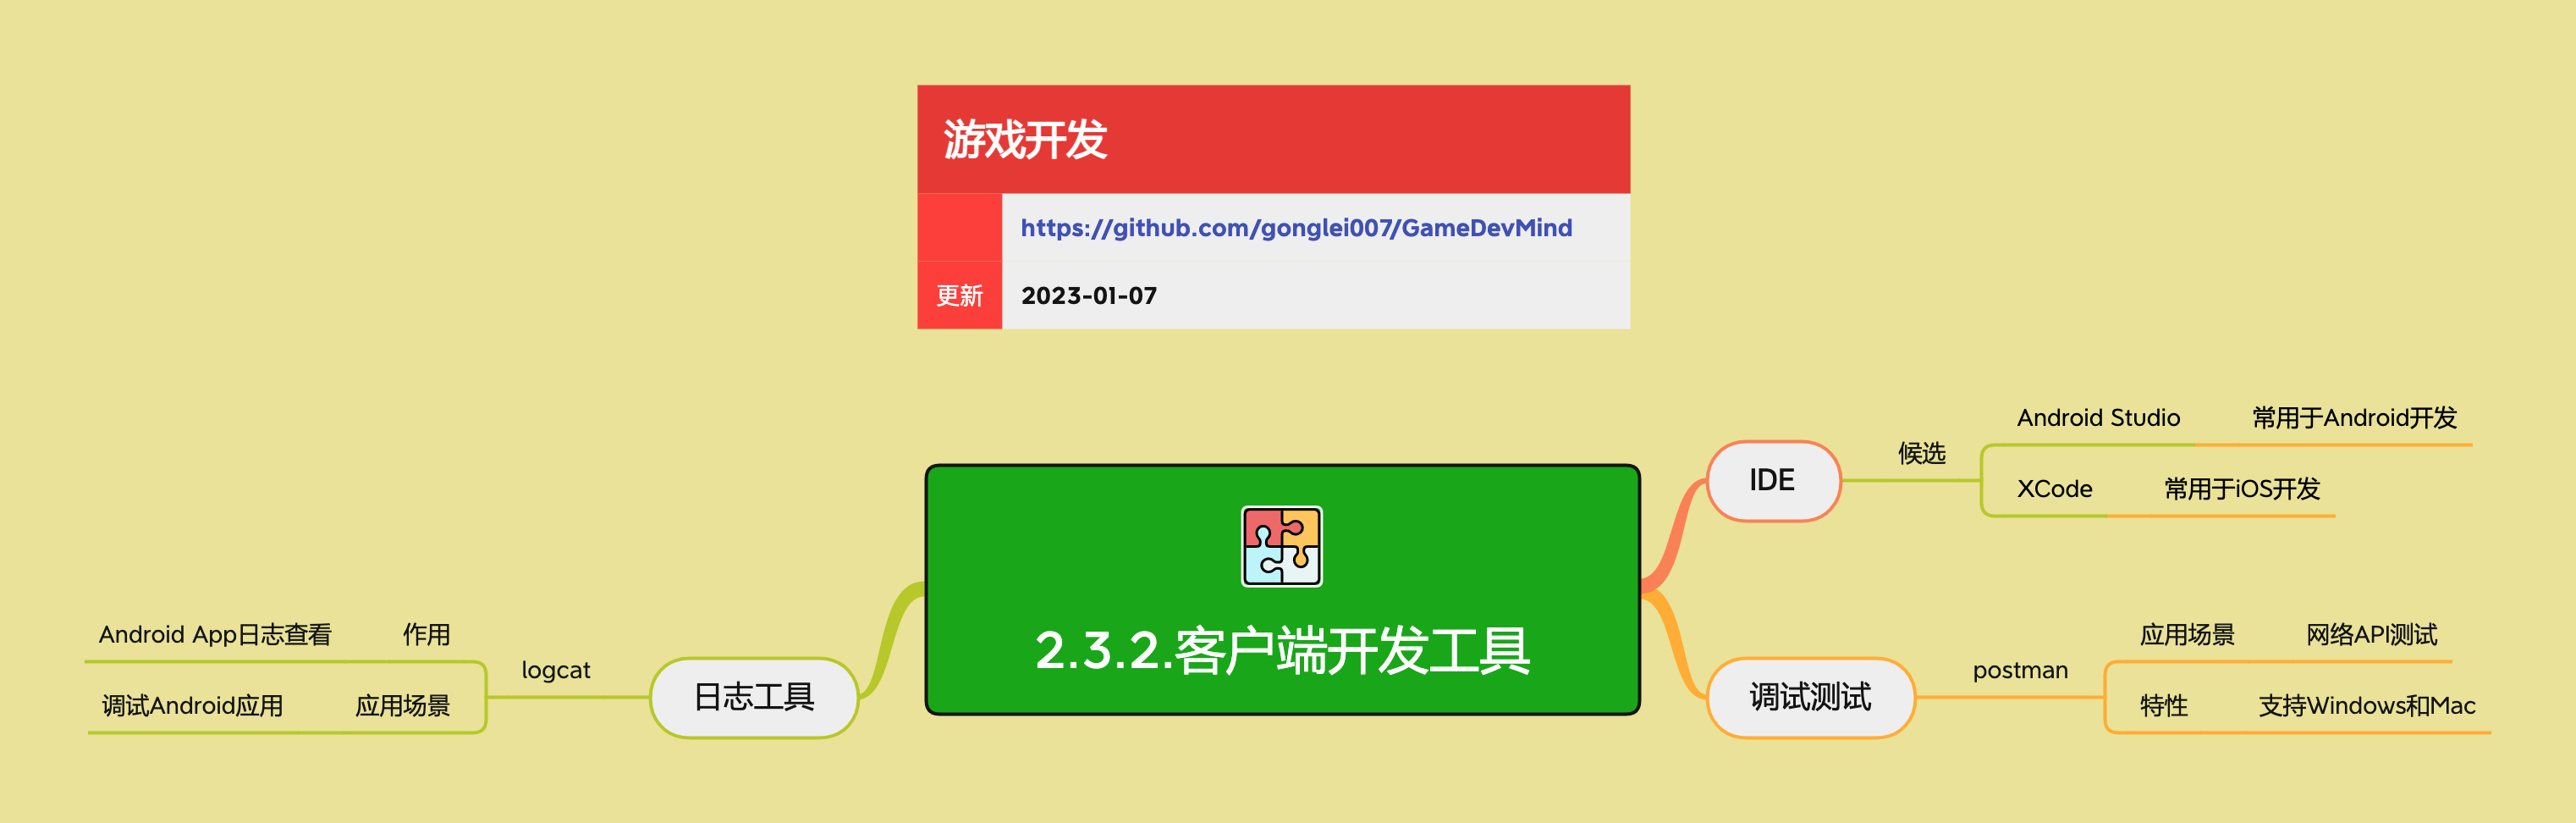 游戏开发
https://github.com/gonglei007/GameDevMind
更新 2023-01-07
2.3.2.客户端开发工具
IDE
候选
Android Studio 常用于Android开发
XCode 常用于iOS开发
调试测试
postman
应用场景 网络API测试
特性 支持Windows和Mac
日志工具
logcat
Android App日志查看 作用
调试Android应用 应用场景